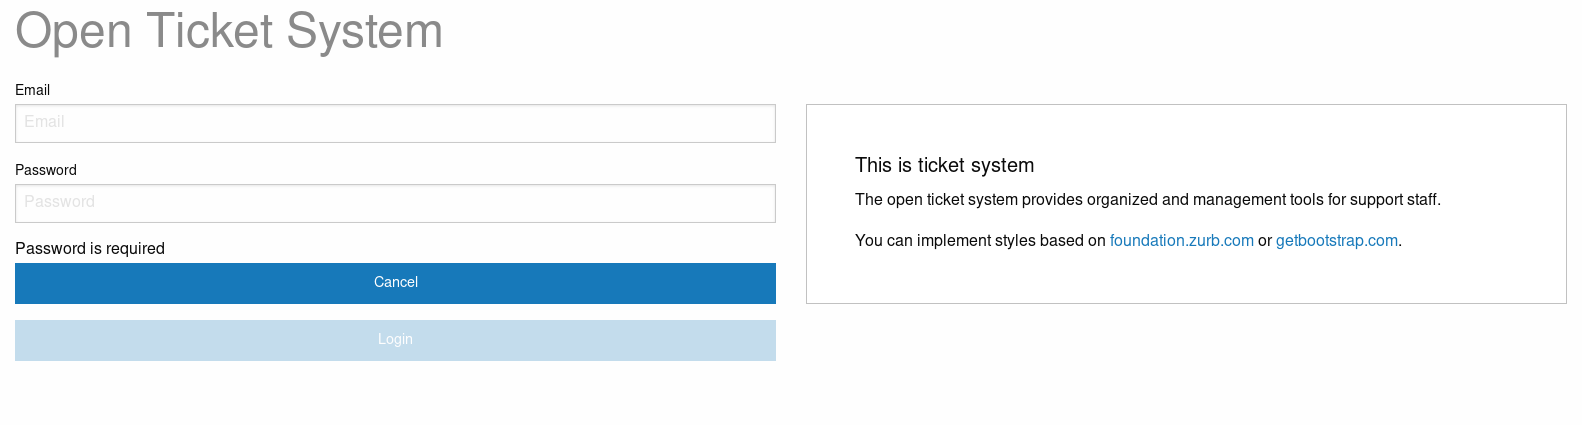 Open Ticket System
Email
Email
Password
Password
Password is required
Cancel
Login
This is ticket system
The open ticket system provides organized and management tools for support staff.
You can implement styles based on foundation.zurb.com or getbootstrap.com.